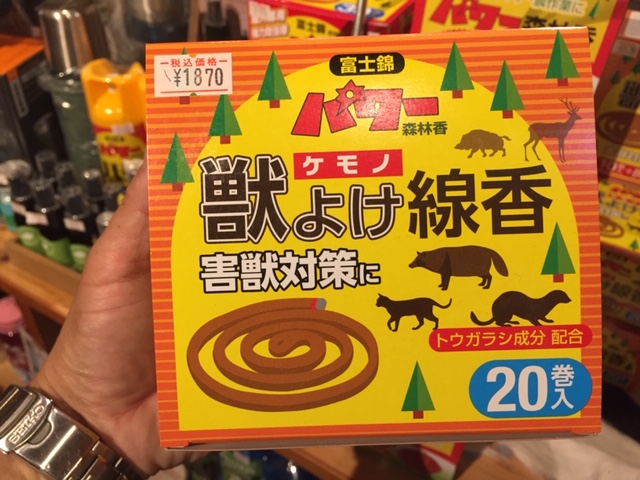 税込価格
¥1870
富士錦
パワー
森林香
ケモノ
獣よけ線香
害獣対策に
トウガラシ成分 配合
20巻入
SEIKO